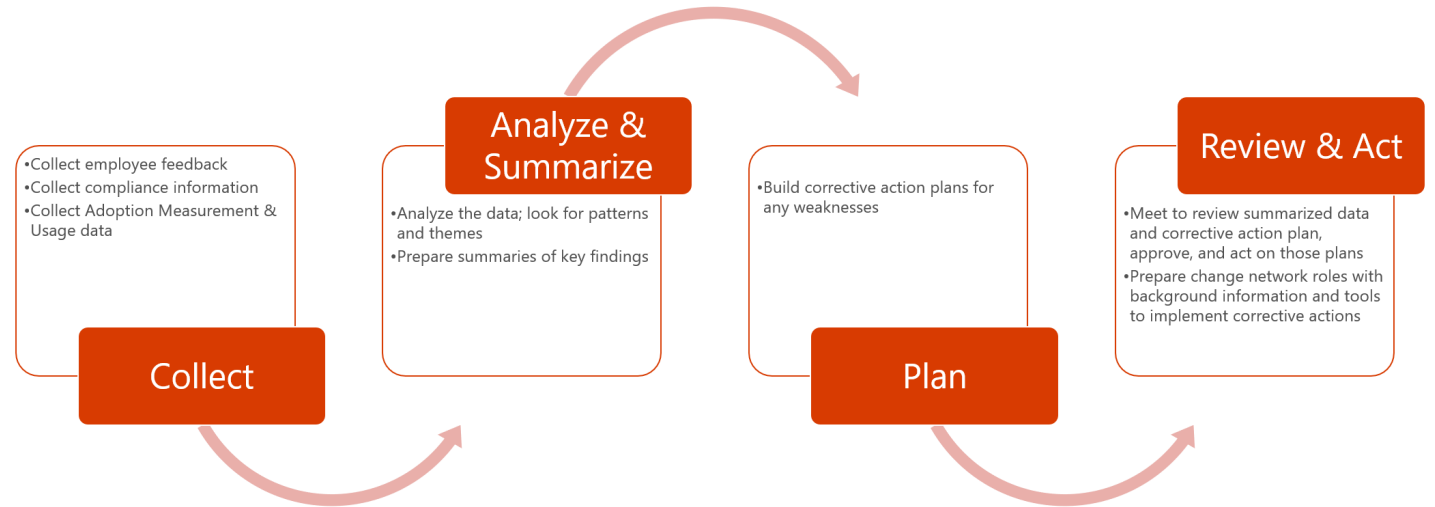 •Collect employee feedback
•Collect compliance information
•Collect Adoption Measurement &
Usage data
Collect
Analyze &
Summarize
•Analyze the data; look for patterns
and themes
•Prepare summaries of key findings
•Build corrective action plans for
any weaknesses
Plan
Review & Act
•Meet to review summarized data
and corrective action plan,
approve, and act on those plans
•Prepare change network roles with
background information and tools
to implement corrective actions